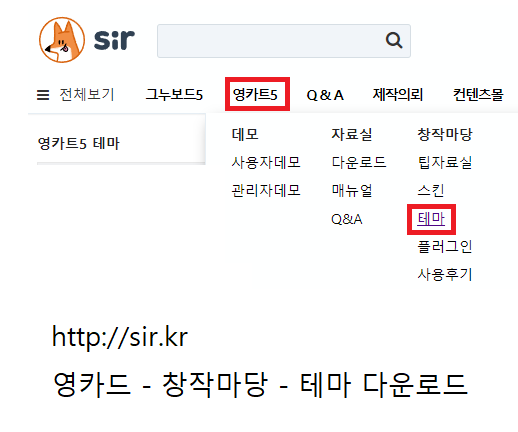 sir
전체보기 그누보드5 영카트5 Q & A 제작의뢰 컨텐츠몰
영카트5 테마
데모 자료실 창작마당
사용자데모 다운로드 팁자료실
관리자데모 매뉴얼 스킨
Q&A 테마
플러그인
사용후기
http://sir.kr
영카드 - 창작마당 - 테마 다운로드